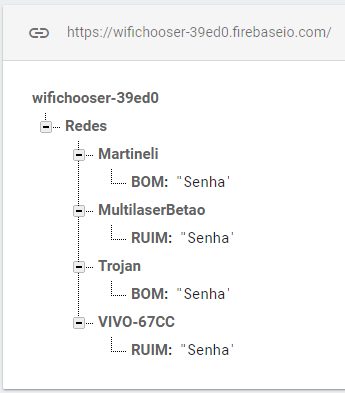 https://wifichooser-39ed0.firebaseio.com/
wifichooser-39ed0
Redes
Martineli
BOM: "Senha"
MultilaserBetao
RUIM: "Senha"
Trojan
BOM: "Senha"
VIVO-67CC
RUIM: "Senha"